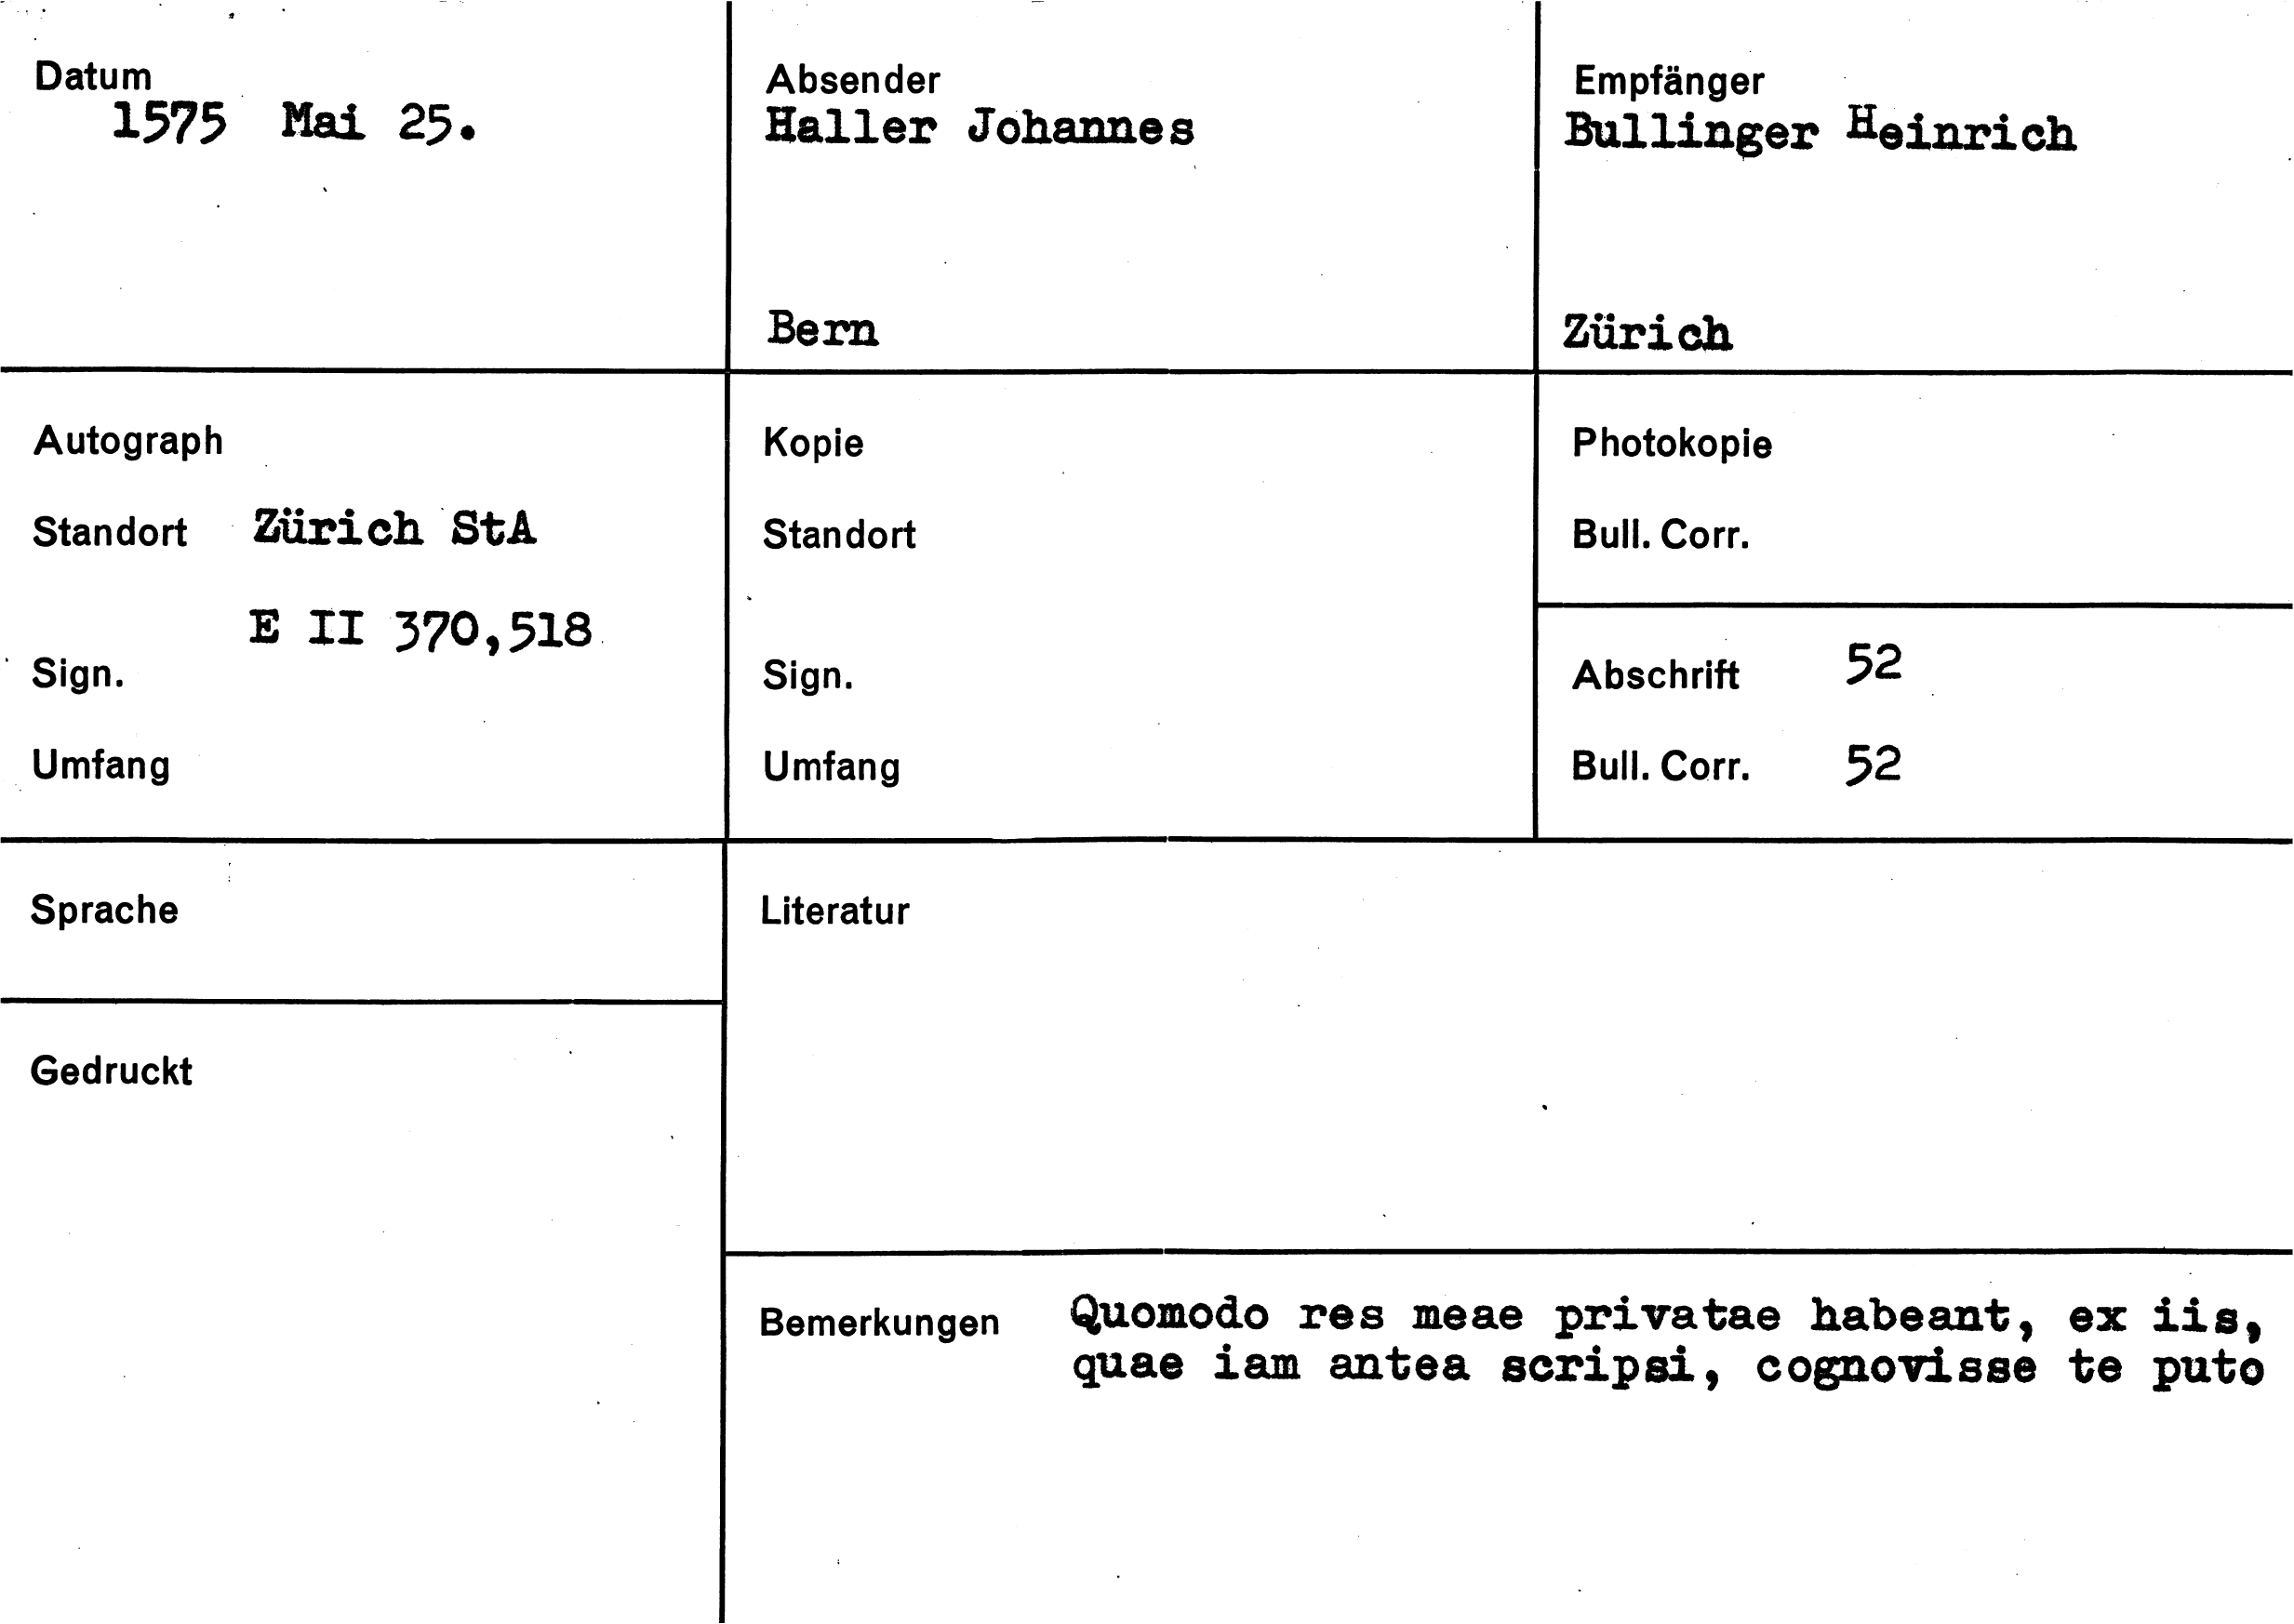 Datum
1575 Mai 25.
Absender
Haller Johannes
Bern
Empfänger
Bullinger Heinrich
Zürich
Autograph
Standort Zürich StA
E II 370,518
Sign.
Umfang
Kopie
Standort
Sign.
Umfang
Photokopie
Bull. Corr.
Abschrift 52
Bull. Corr. 52
Sprache
Gedruckt
Literatur
Bemerkungen Quomodo res meae privatae habeant, ex iis,
quae iam antea scripsi, cognovisse te puto